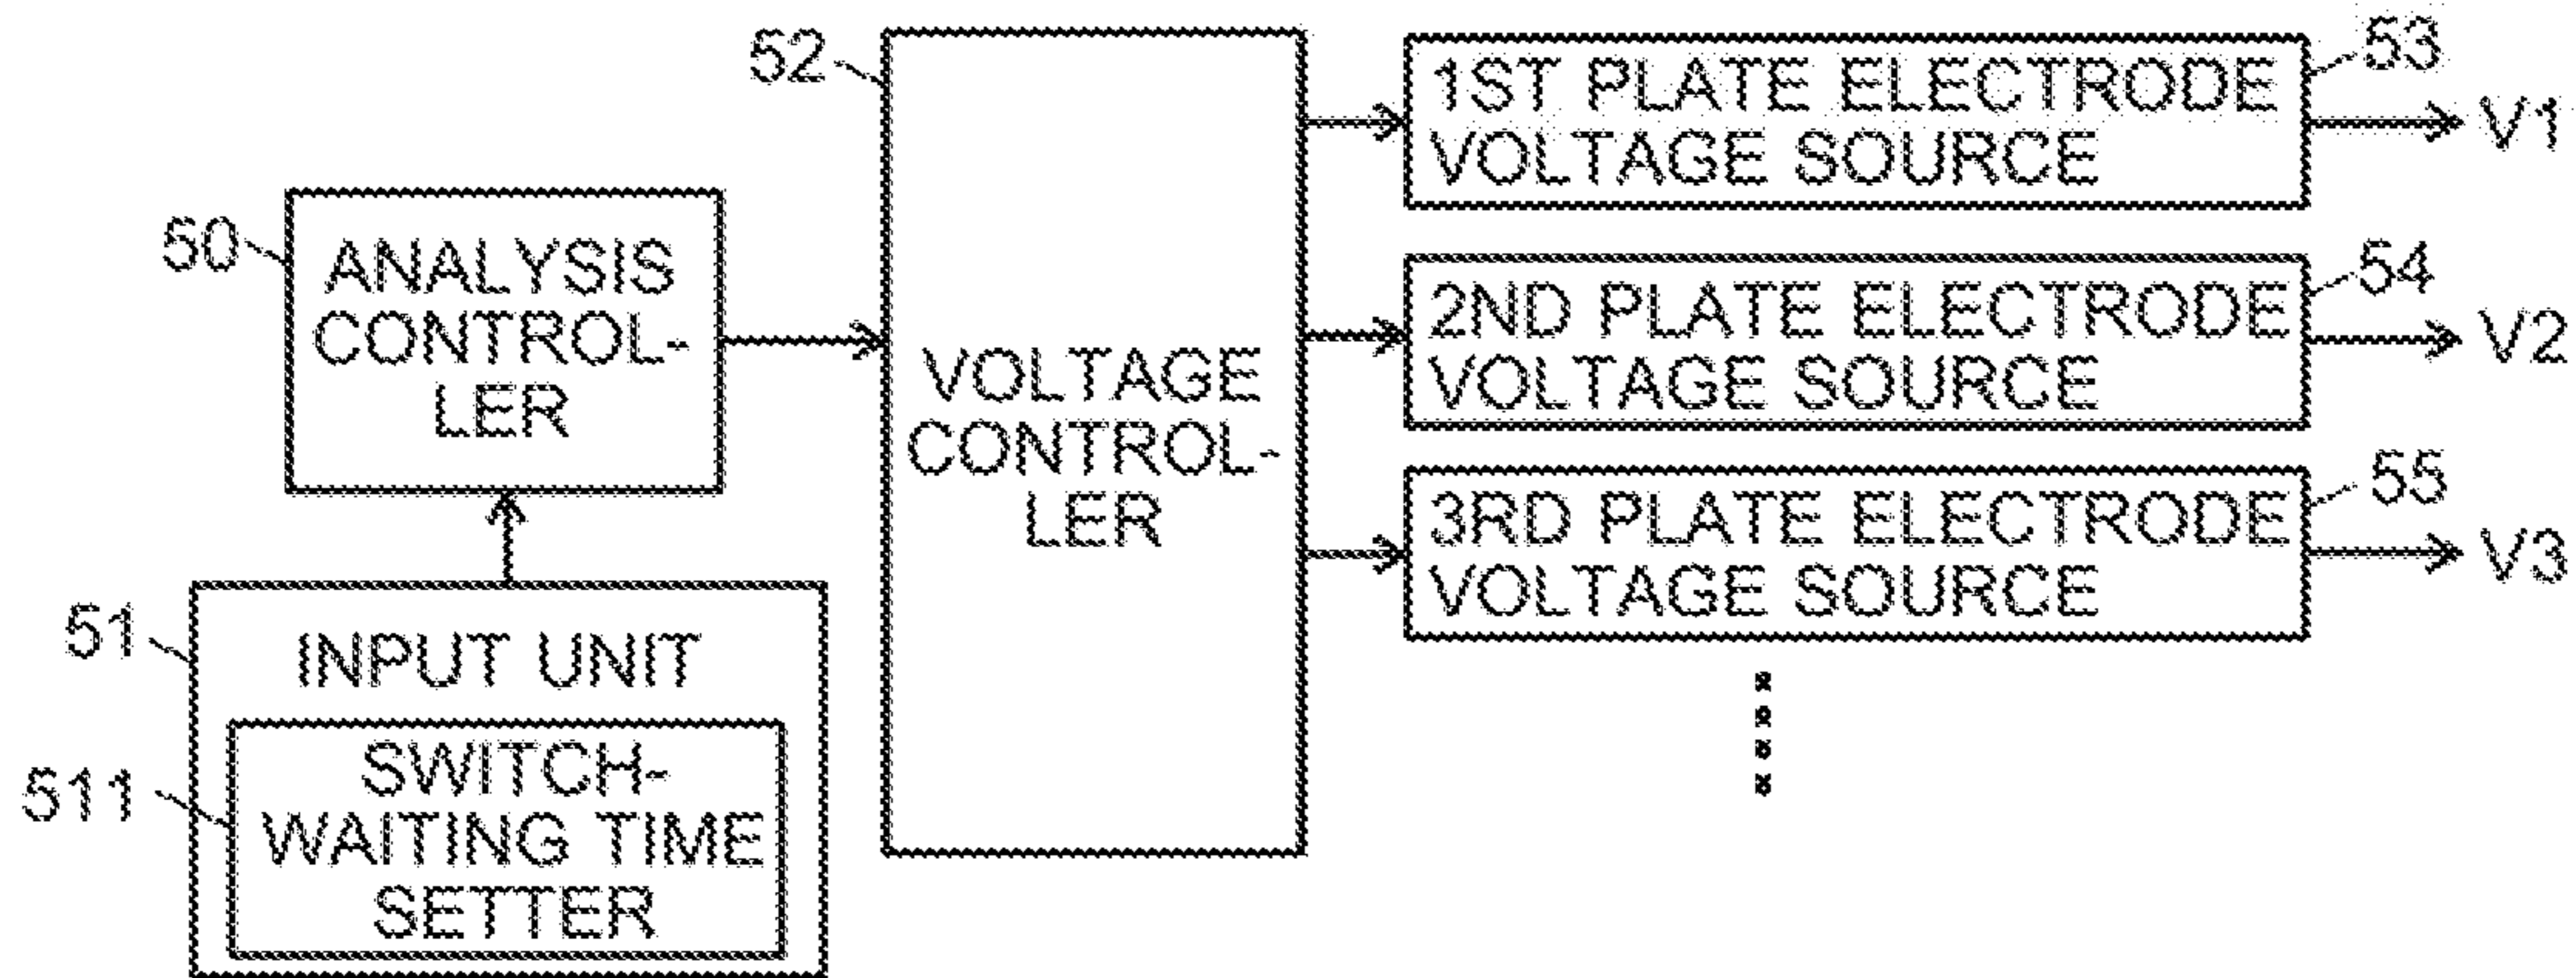 52
53
1ST PLATE ELECTRODE
VOLTAGE SOURCE
V1
50
ANALYSIS
CONTROL-
LER
54
2ND PLATE ELECTRODE
VOLTAGE SOURCE
V2
VOLTAGE
CONTROL-
LER
55
3RD PLATE ELECTRODE
VOLTAGE SOURCE
V3
51
INPUT UNIT
511
SWITCH-
WAITING TIME
SETTER